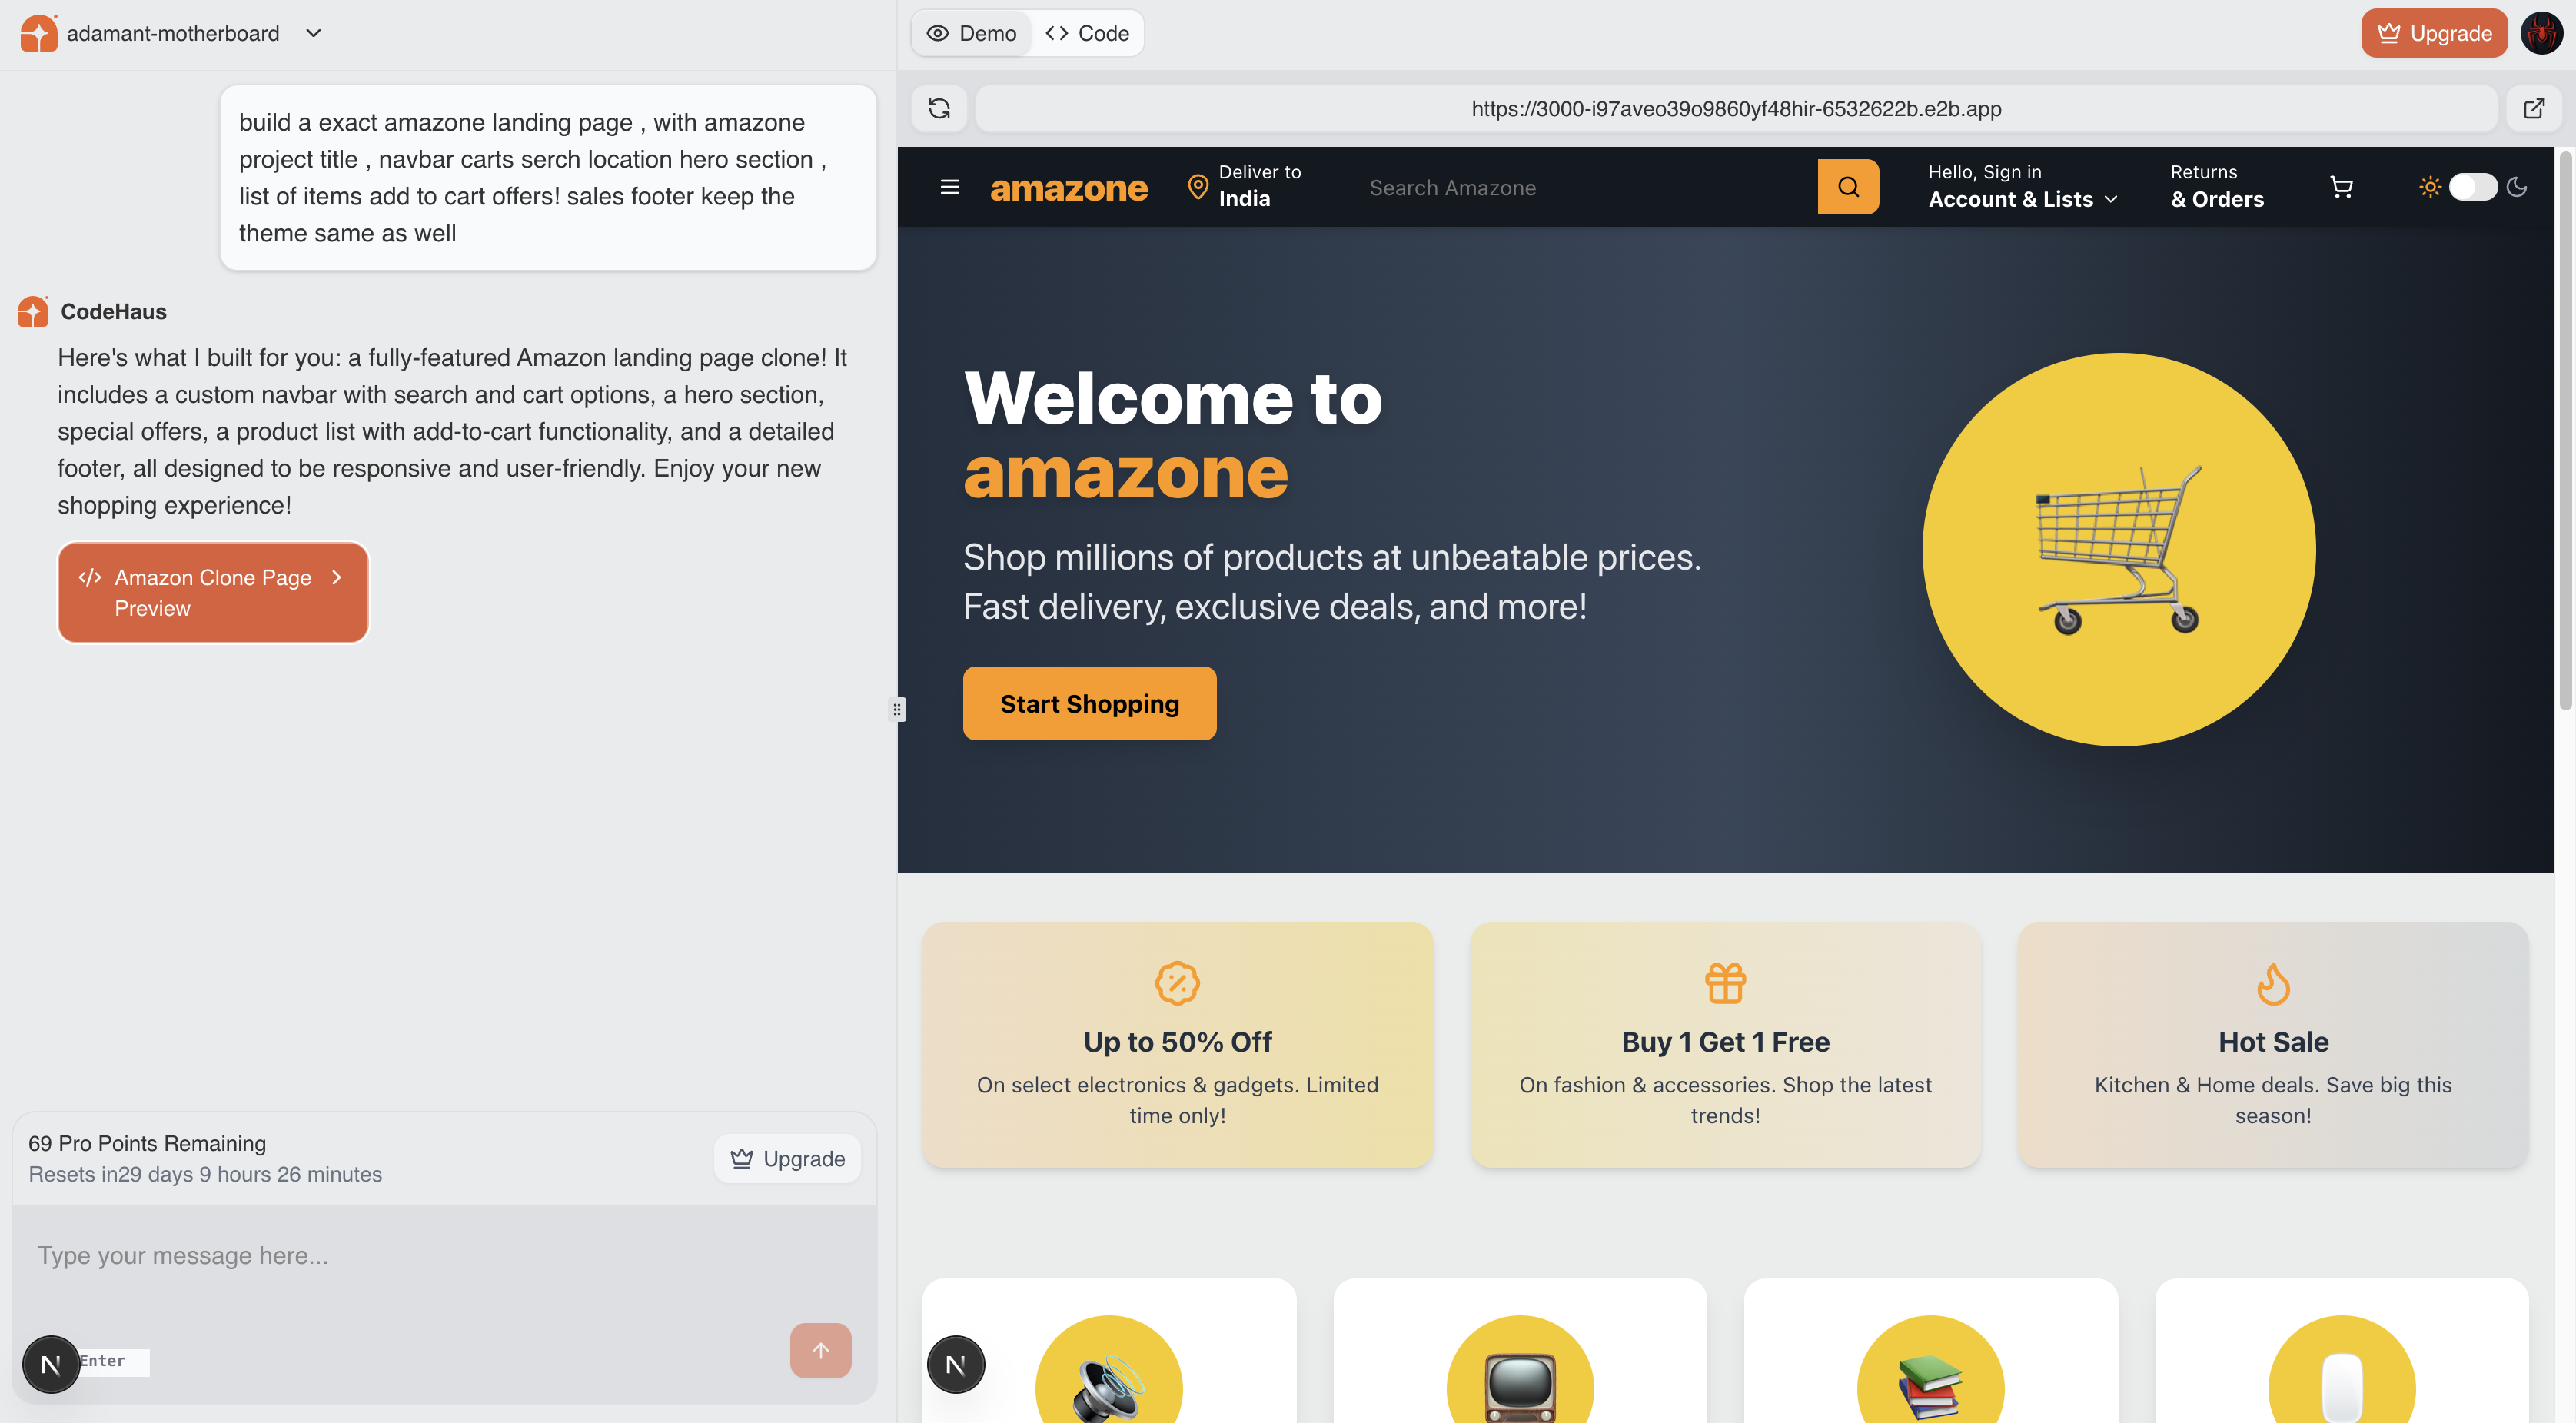 adamant-motherboard
build a exact amazone landing page , with amazone
project title , navbar carts serch location hero section ,
list of items add to cart offers! sales footer keep the
theme same as well
CodeHaus
Here's what I built for you: a fully-featured Amazon landing page clone! It
includes a custom navbar with search and cart options, a hero section,
special offers, a product list with add-to-cart functionality, and a detailed
footer, all designed to be responsive and user-friendly. Enjoy your new
shopping experience!
</> Amazon Clone Page
Preview
69 Pro Points Remaining
Resets in29 days 9 hours 26 minutes
Upgrade
Type your message here...
N
Enter
Demo
Code
Upgrade
https://3000-i97aveo39o9860yf48hir-6532622b.e2b.app
amazone
Deliver to
India
Search Amazone
Hello, Sign in
Account & Lists
Returns
& Orders
Welcome to
amazone
Shop millions of products at unbeatable prices.
Fast delivery, exclusive deals, and more!
Start Shopping
Up to 50% Off
On select electronics & gadgets. Limited
time only!
Buy 1 Get 1 Free
On fashion & accessories. Shop the latest
trends!
Hot Sale
Kitchen & Home deals. Save big this
season!
N